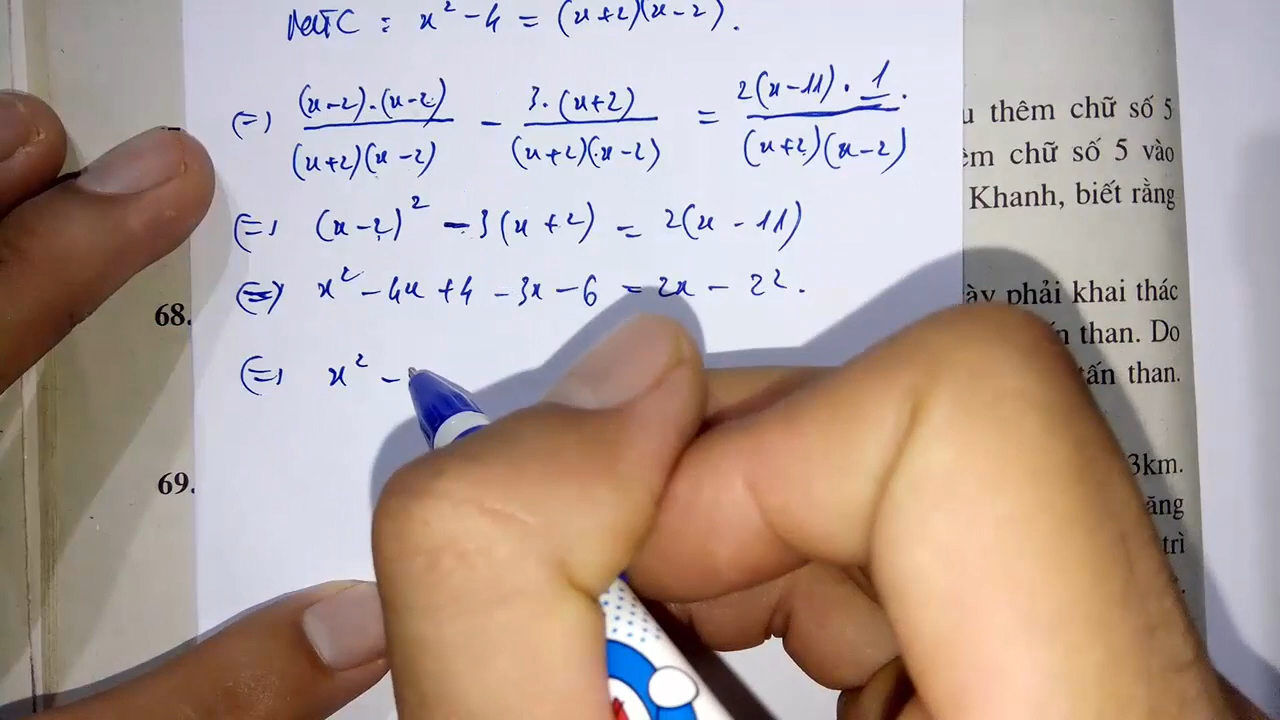 MTC : x² - 4 = (x+2)(x-2).
(=) (x-2).(x-2) / (x+2)(x-2) - 3.(x+2) / (x+2)(x-2) = 2(x-11).1 / (x+2)(x-2).
(=) (x-2)² - 3(x+2) = 2(x-11)
(=) x² - 4x + 4 - 3x - 6 = 2x - 22.
(=) x² -
68.
69.
thêm chữ số 5
chữ số 5 vào
Khanh, biết rằng
phải khai thác
than. Do
tấn than.
3km.